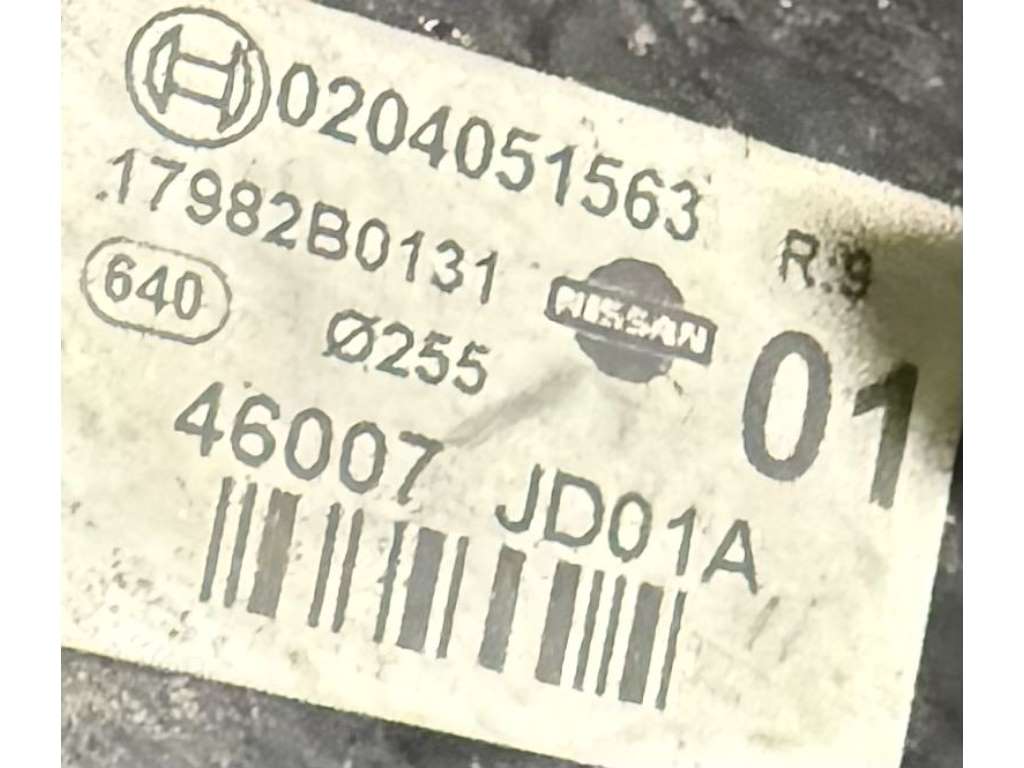 0204051563
17982B0131
R.9
640
Ø255
NISSAN
01
46007 JD01A